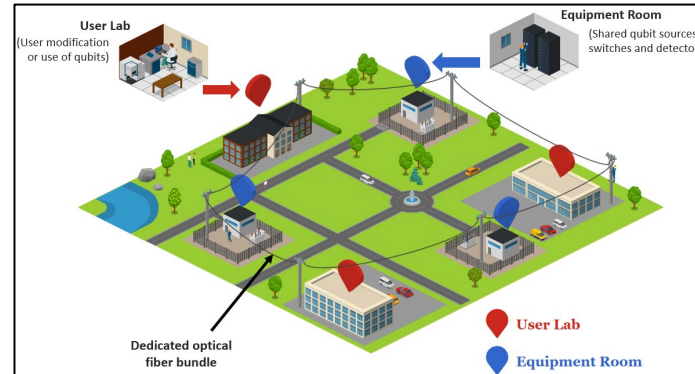 User Lab
(User modification
or use of qubits)
Equipment Room
(Shared qubit sources
switches and detecto
Dedicated optical
fiber bundle
User Lab
Equipment Room